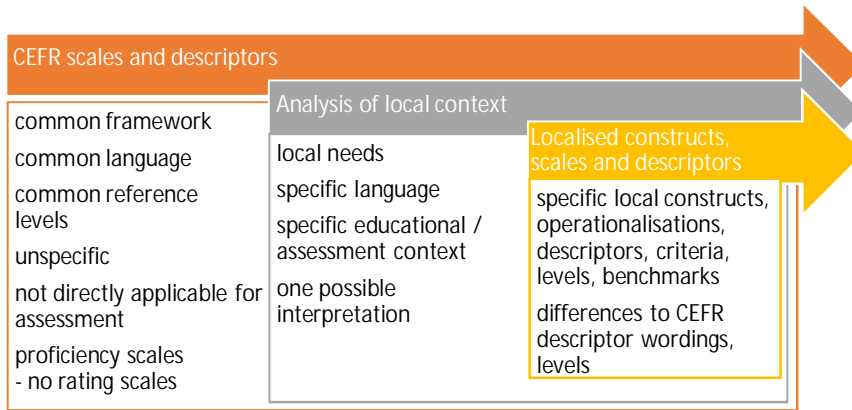 CEFR scales and descriptors
common framework
common language
common reference
levels
unspecific
not directly applicable for
assessment
proficiency scales
- no rating scales
Analysis of local context
local needs
specific language
specific educational /
assessment context
one possible
interpretation
Localised constructs,
scales and descriptors
specific local constructs,
operationalisations,
descriptors, criteria,
levels, benchmarks
differences to CEFR
descriptor wordings,
levels